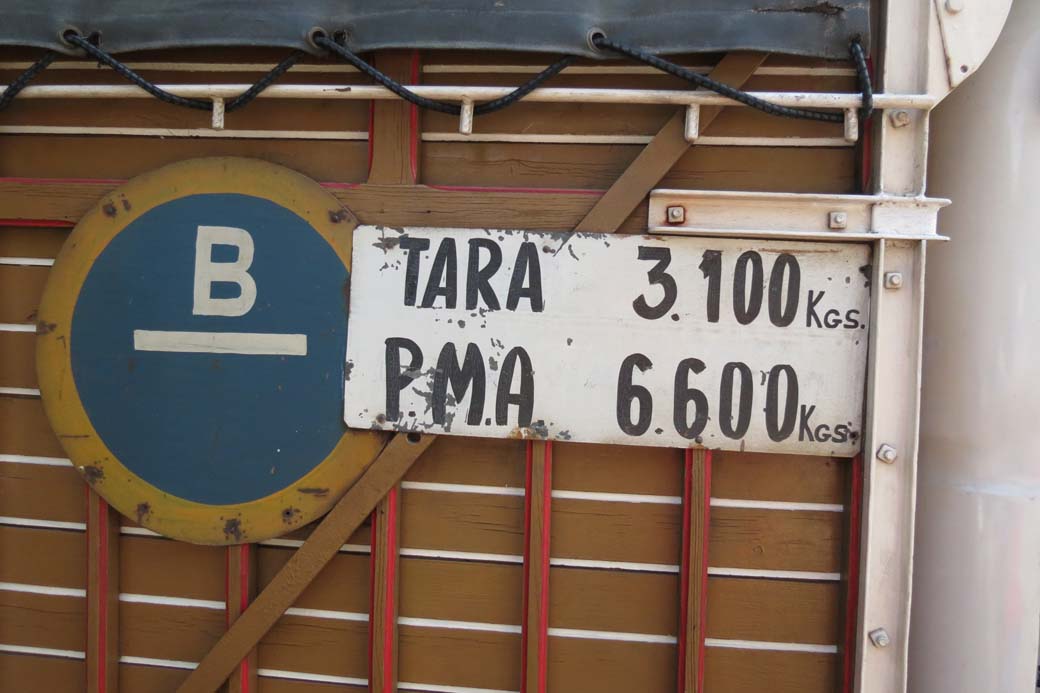 B
TARA 3.100 KGS.
P.M.A 6.600 KGS.